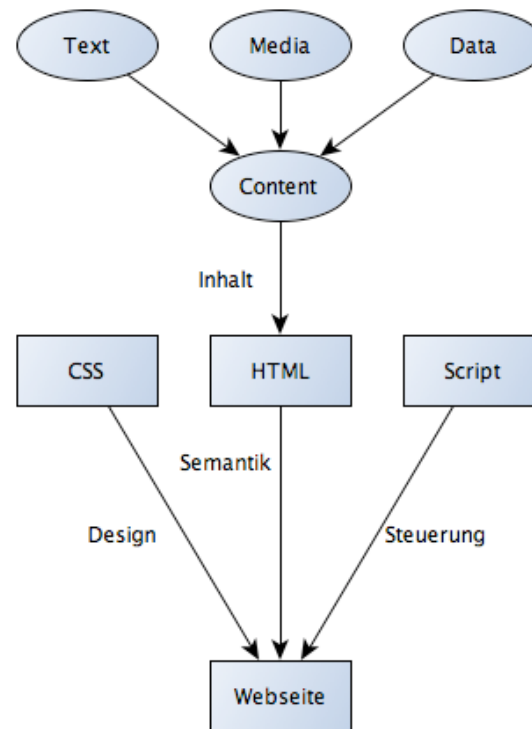 Text
Media
Data
Content
Inhalt
CSS
HTML
Script
Semantik
Design
Steuerung
Webseite